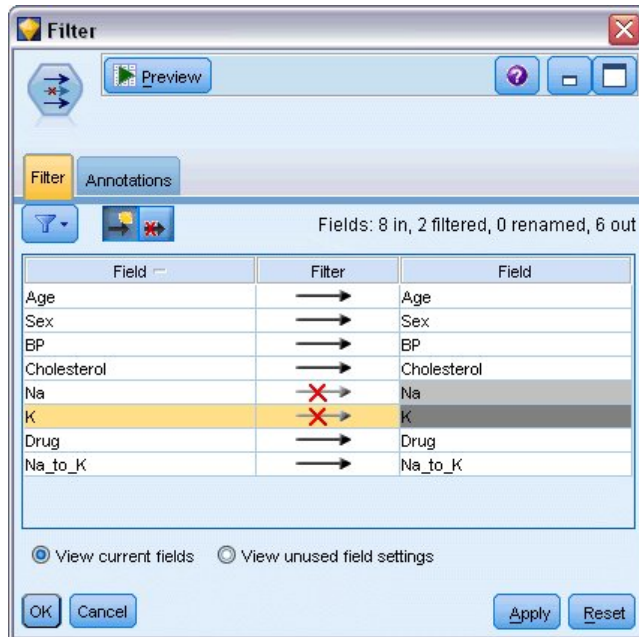 Filter
Preview
?
Filter Annotations
Fields: 8 in, 2 filtered, 0 renamed, 6 out
Field Filter Field
Age Age
Sex Sex
BP BP
Cholesterol Cholesterol
Na Na
K K
Drug Drug
Na_to_K Na_to_K
View current fields View unused field settings
OK Cancel Apply Reset